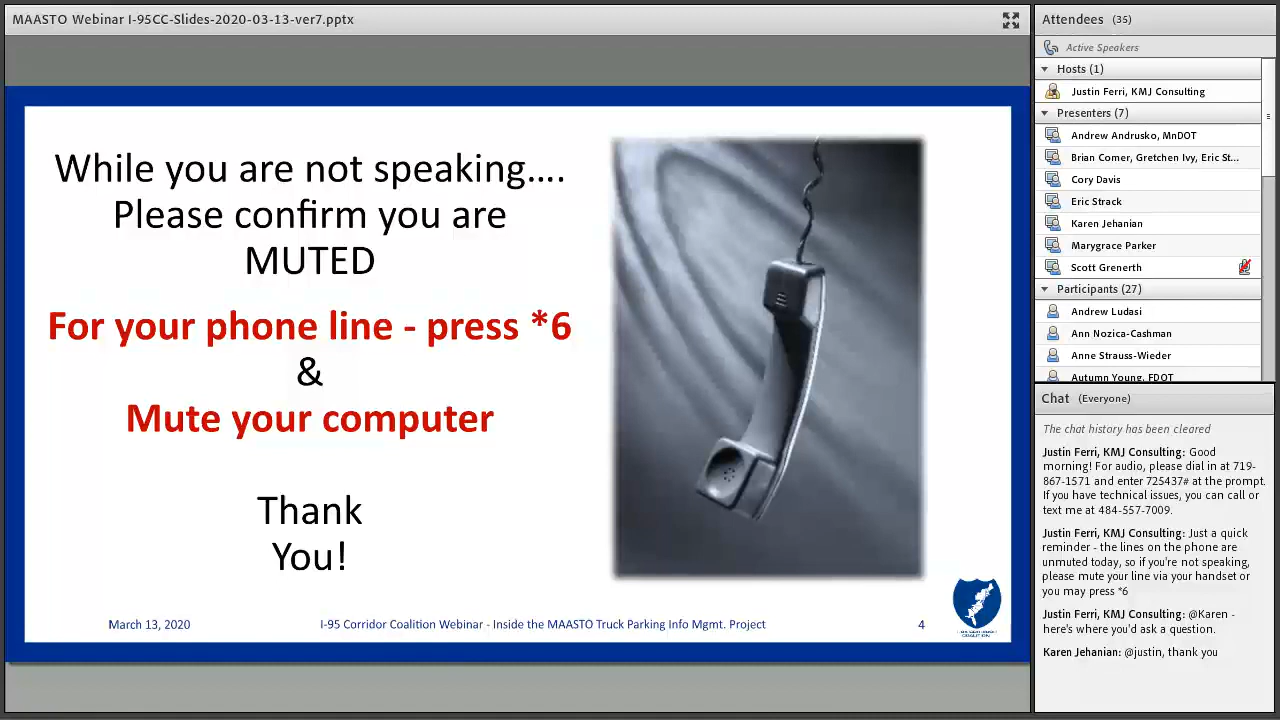 MAASTO Webinar I-95CC-Slides-2020-03-13-ver7.pptx
While you are not speaking....
Please confirm you are
MUTED
For your phone line - press *6
&
Mute your computer
Thank
You!
March 13, 2020
I-95 Corridor Coalition Webinar - Inside the MAASTO Truck Parking Info Mgmt. Project
4
Attendees (35)
Active Speakers
Hosts (1)
Justin Ferri, KMJ Consulting
Presenters (7)
Andrew Andrusko, MnDOT
Brian Comer, Gretchen Ivy, Eric St...
Cory Davis
Eric Strack
Karen Jehanian
Marygrace Parker
Scott Grenerth
Participants (27)
Andrew Ludasi
Ann Nozica-Cashman
Anne Strauss-Wieder
Autumn Young, FDOT
Chat (Everyone)
The chat history has been cleared
Justin Ferri, KMJ Consulting: Good
morning! For audio, please dial in at 719-
867-1571 and enter 725437# at the prompt.
If you have technical issues, you can call or
text me at 484-557-7009.
Justin Ferri, KMJ Consulting: Just a quick
reminder - the lines on the phone are
unmuted today, so if you're not speaking,
please mute your line via your handset or
you may press *6
Justin Ferri, KMJ Consulting: @Karen -
here's where you'd ask a question.
Karen Jehanian: @justin, thank you